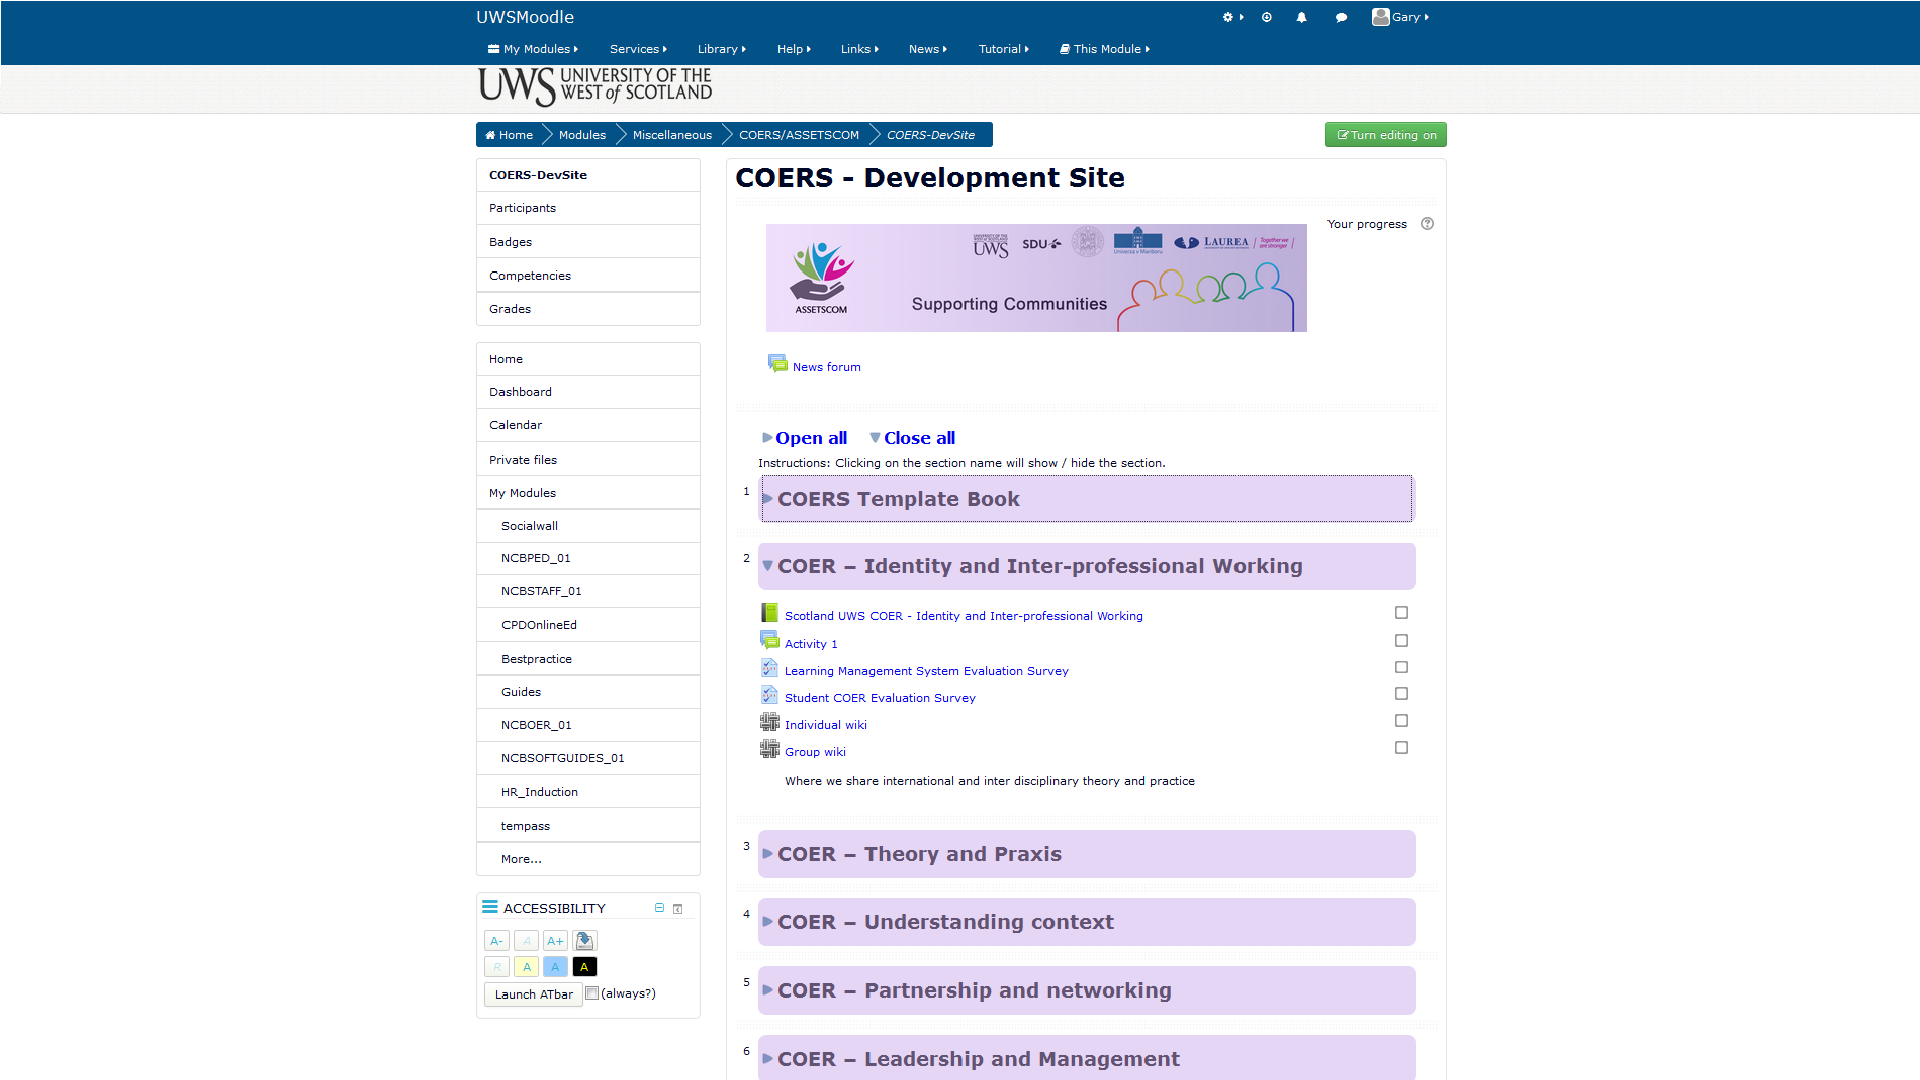 UWSMoodle
Gary
My Modules
Services
Library
Help
Links
News
Tutorial
This Module
UWS UNIVERSITY OF THE
WEST of SCOTLAND
Home
Modules
Miscellaneous
COERS/ASSETSCOM
COERS-DevSite
Turn editing on
COERS-DevSite
Participants
Badges
Competencies
Grades
Home
Dashboard
Calendar
Private files
My Modules
Socialwall
NCBPED_01
NCBSTAFF_01
CPDOnlineEd
Bestpractice
Guides
NCBOER_01
NCBSOFTGUIDES_01
HR_Induction
tempass
More...
ACCESSIBILITY
A- A A+
R A A A
Launch ATbar (always?)
COERS - Development Site
Your progress
UWS SDU LAUREA Together we
are stronger
Univerza v Mariboru
ASSETSCOM
Supporting Communities
News forum
Open all Close all
Instructions: Clicking on the section name will show / hide the section.
1 COERS Template Book
2 COER – Identity and Inter-professional Working
Scotland UWS COER - Identity and Inter-professional Working
Activity 1
Learning Management System Evaluation Survey
Student COER Evaluation Survey
Individual wiki
Group wiki
Where we share international and inter disciplinary theory and practice
3 COER – Theory and Praxis
4 COER – Understanding context
5 COER – Partnership and networking
6 COER – Leadership and Management